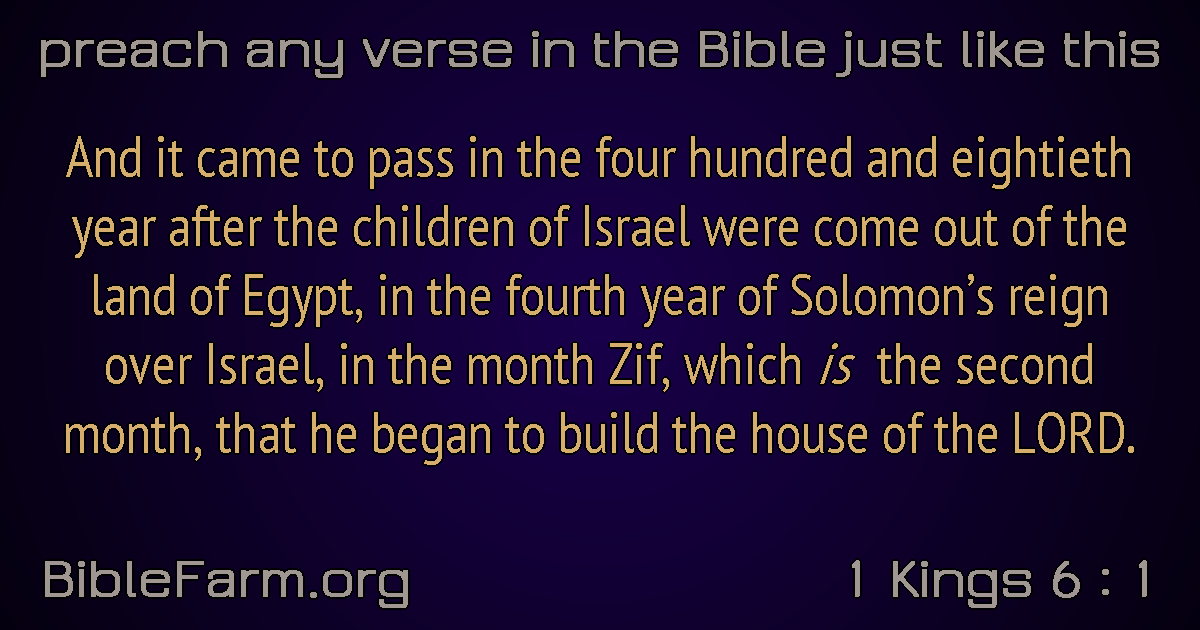 preach any verse in the Bible just like this
And it came to pass in the four hundred and eightieth
year after the children of Israel were come out of the
land of Egypt, in the fourth year of Solomon’s reign
over Israel, in the month Zif, which is the second
month, that he began to build the house of the LORD.
BibleFarm.org
1 Kings 6 : 1